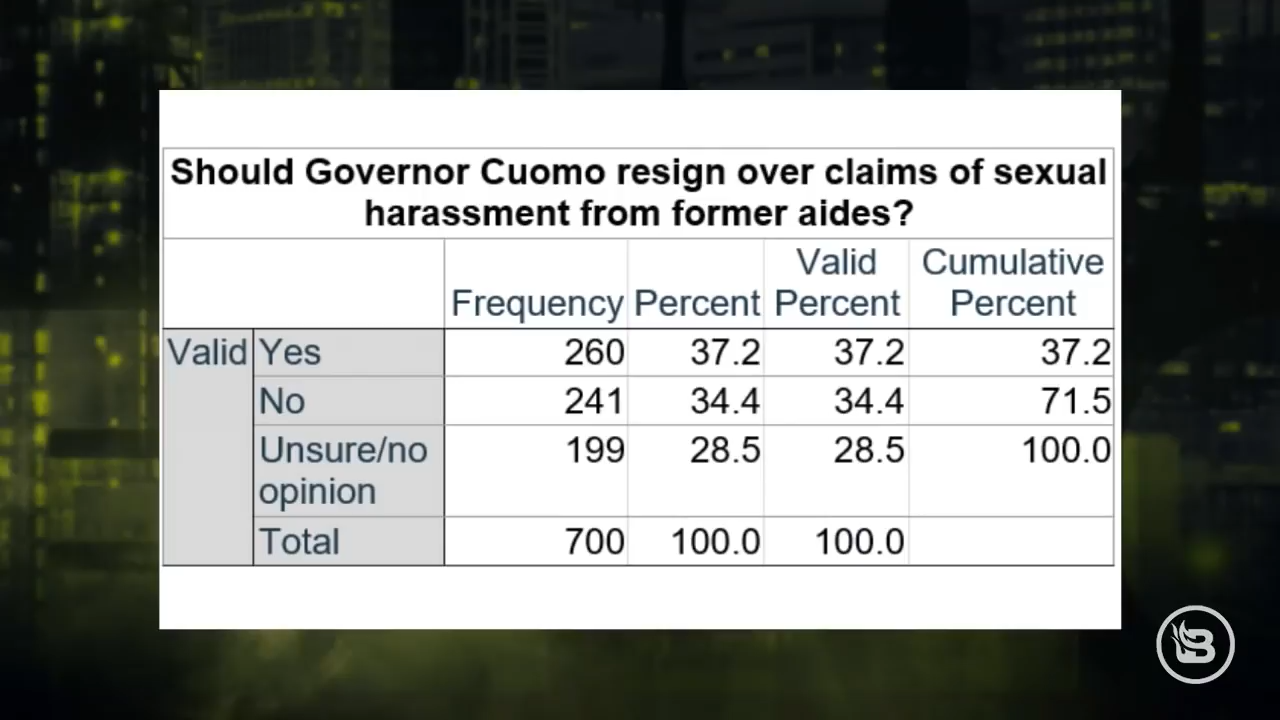 Should Governor Cuomo resign over claims of sexual
harassment from former aides?
Frequency Percent Valid Percent Cumulative Percent
Valid Yes 260 37.2 37.2 37.2
No 241 34.4 34.4 71.5
Unsure/no opinion 199 28.5 28.5 100.0
Total 700 100.0 100.0
B